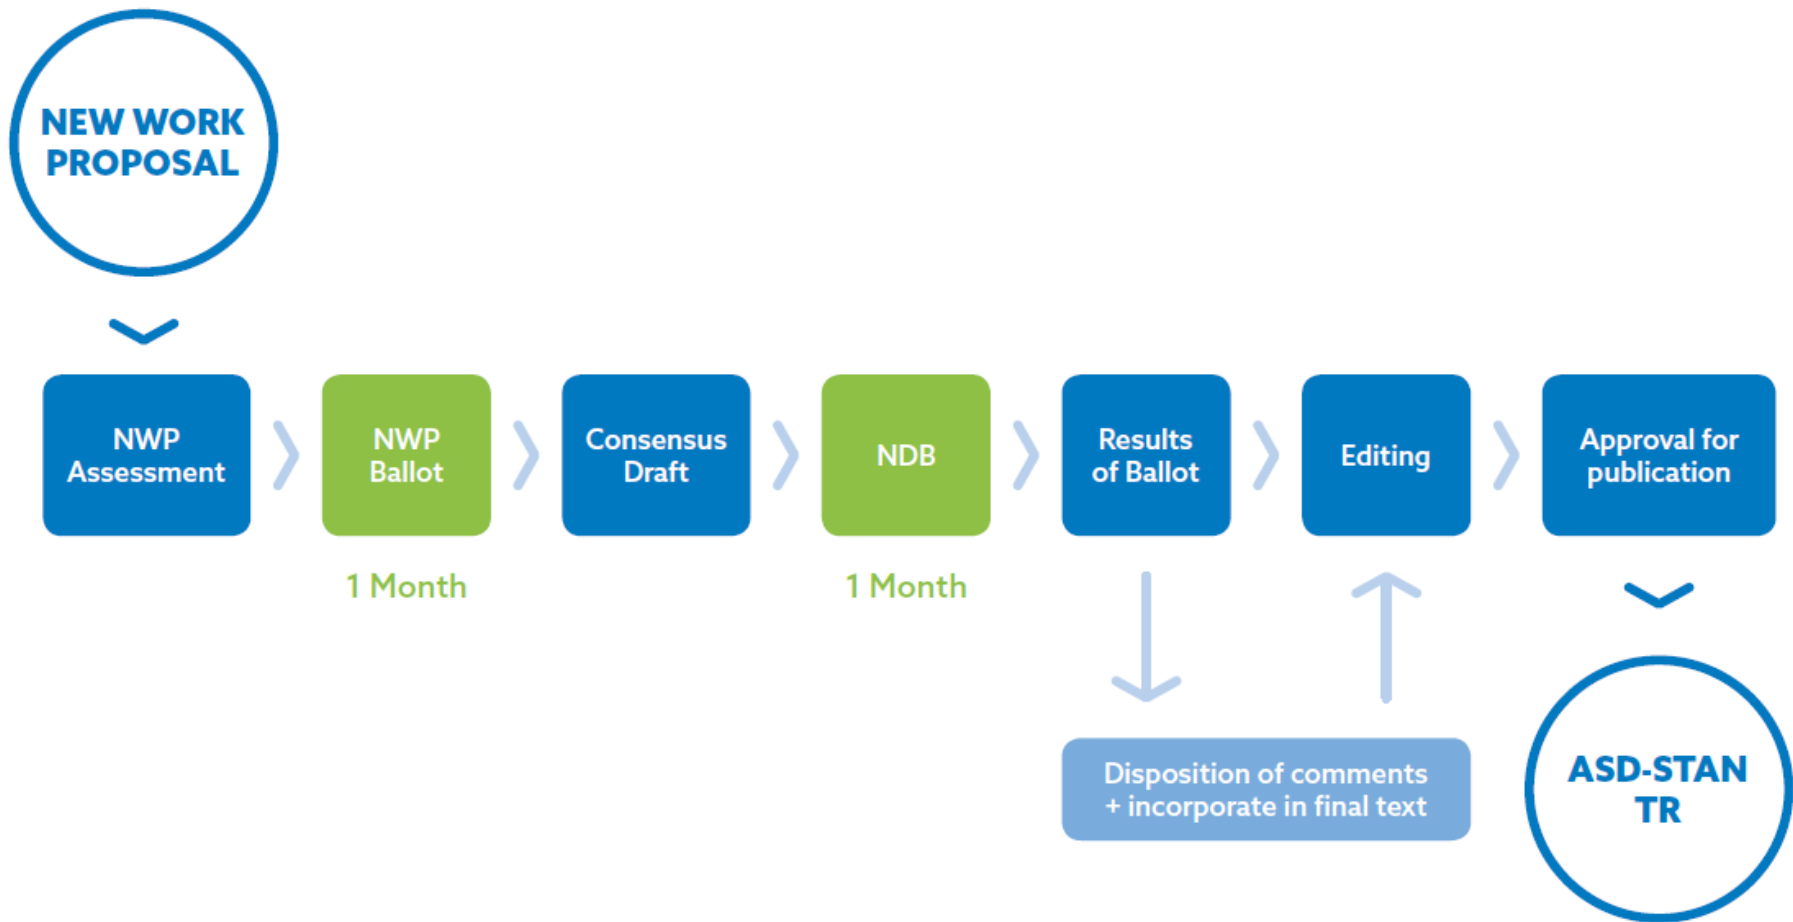 NEW WORK
PROPOSAL
NWP
Assessment
NWP
Ballot
Consensus
Draft
NDB
Results
of Ballot
Editing
Approval for
publication
1 Month
1 Month
Disposition of comments
+ incorporate in final text
ASD-STAN
TR